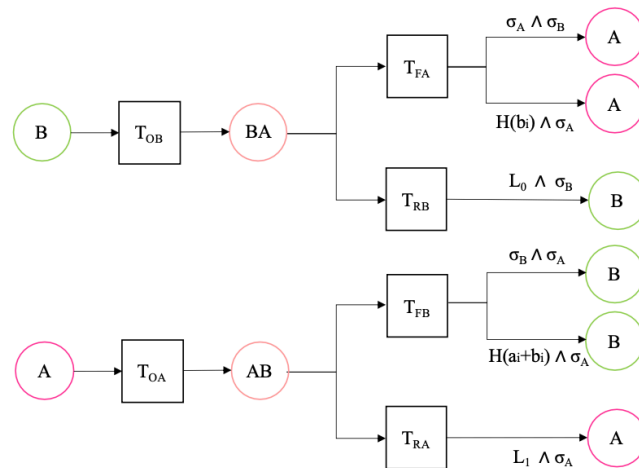 σA ∧ σB
A
TFA
A
B
TOB
BA
H(bi) ∧ σA
L0 ∧ σB
TRB
B
σB ∧ σA
B
TFB
B
A
TOA
AB
H(ai+bi) ∧ σA
TRA
A
L1 ∧ σA